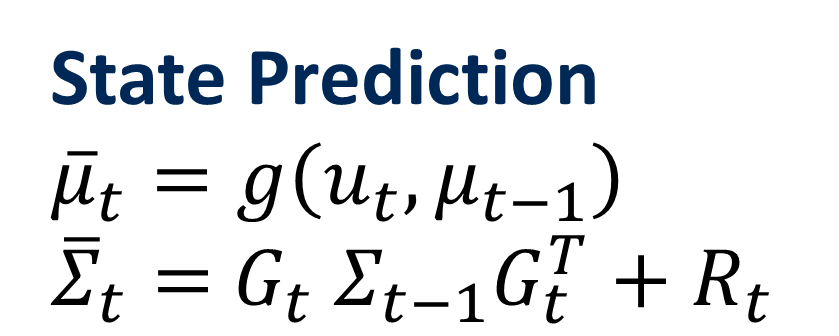 State Prediction
μ̄ₜ = g(uₜ, μₜ₋₁)
Σ̄ₜ = Gₜ Σₜ₋₁Gₜᵀ + Rₜ